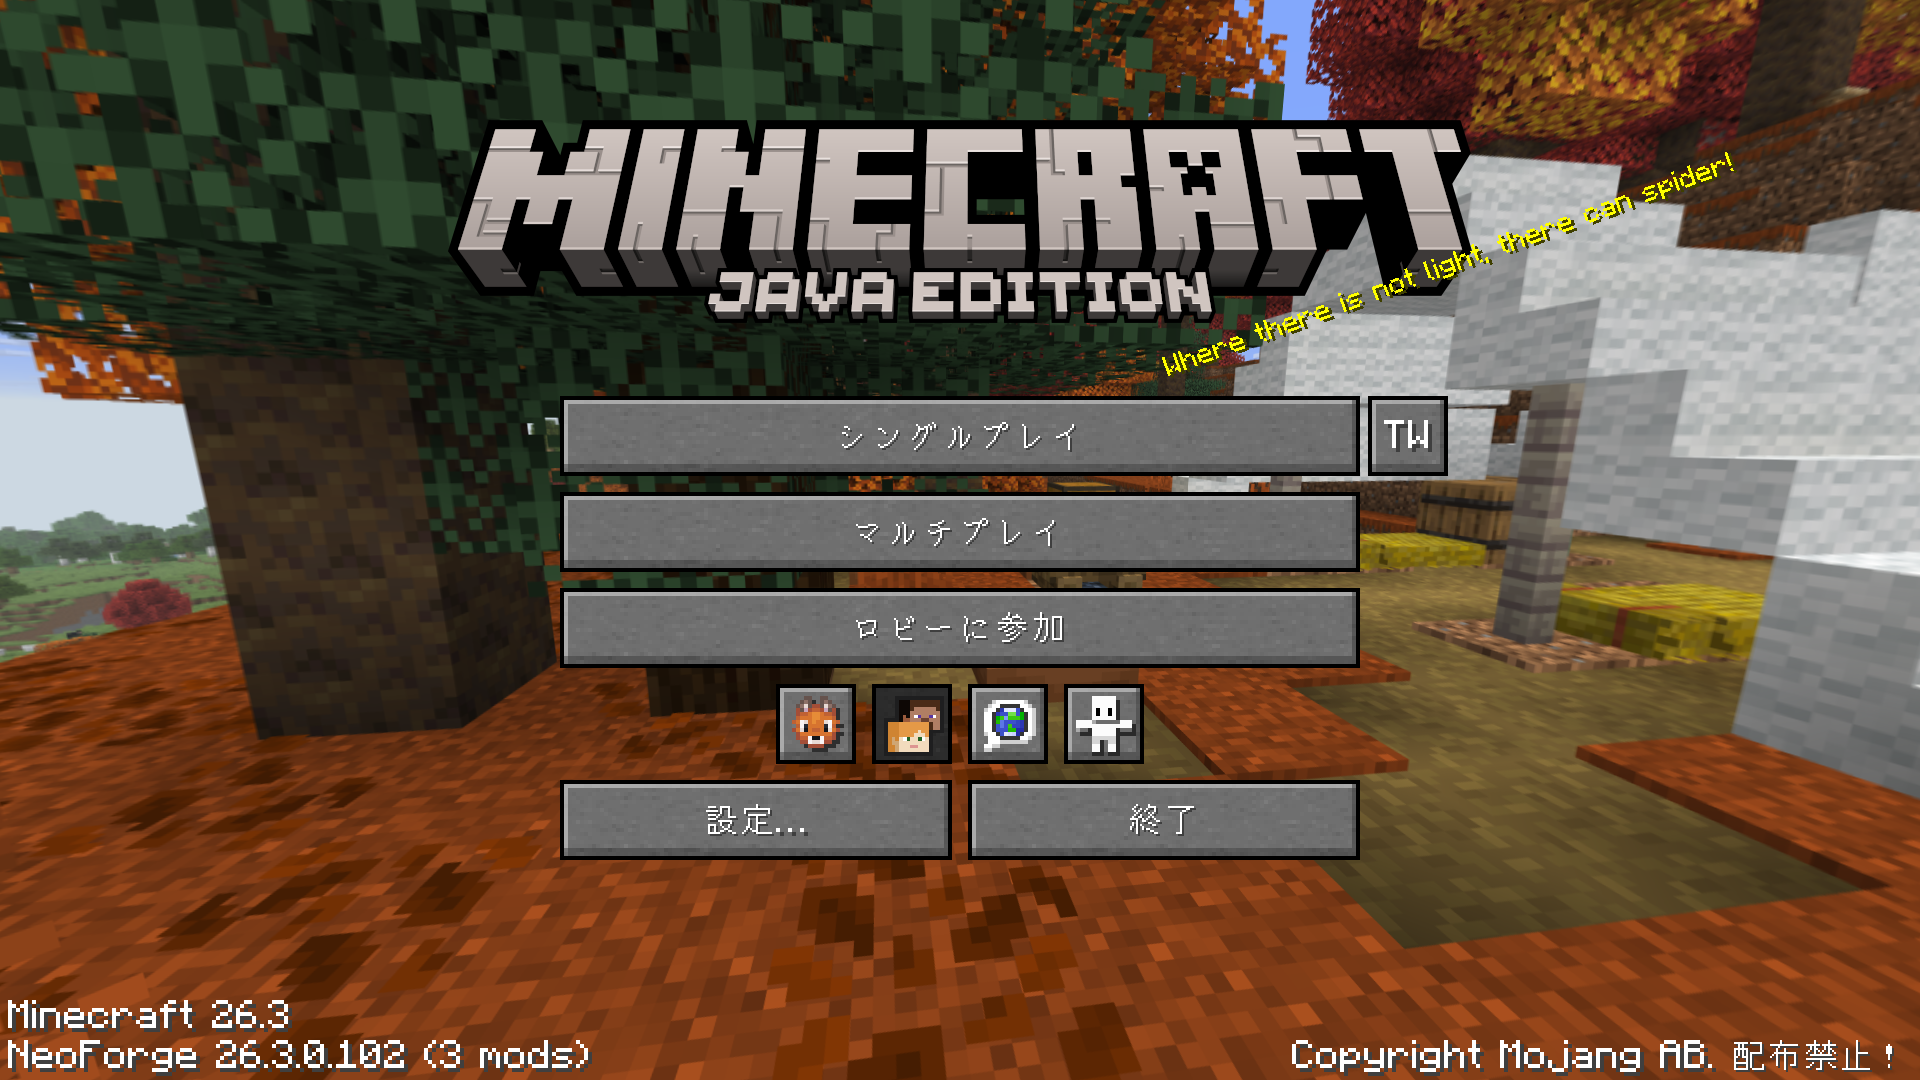 MINECRAFT
JAVA EDITION
Where there is not light, there can spider!
シングルプレイ
TW
マルチプレイ
ロビーに参加
設定...
終了
Minecraft 26.3
NeoForge 26.3.0.102 (3 mods)
Copyright Mojang AB. 配布禁止！